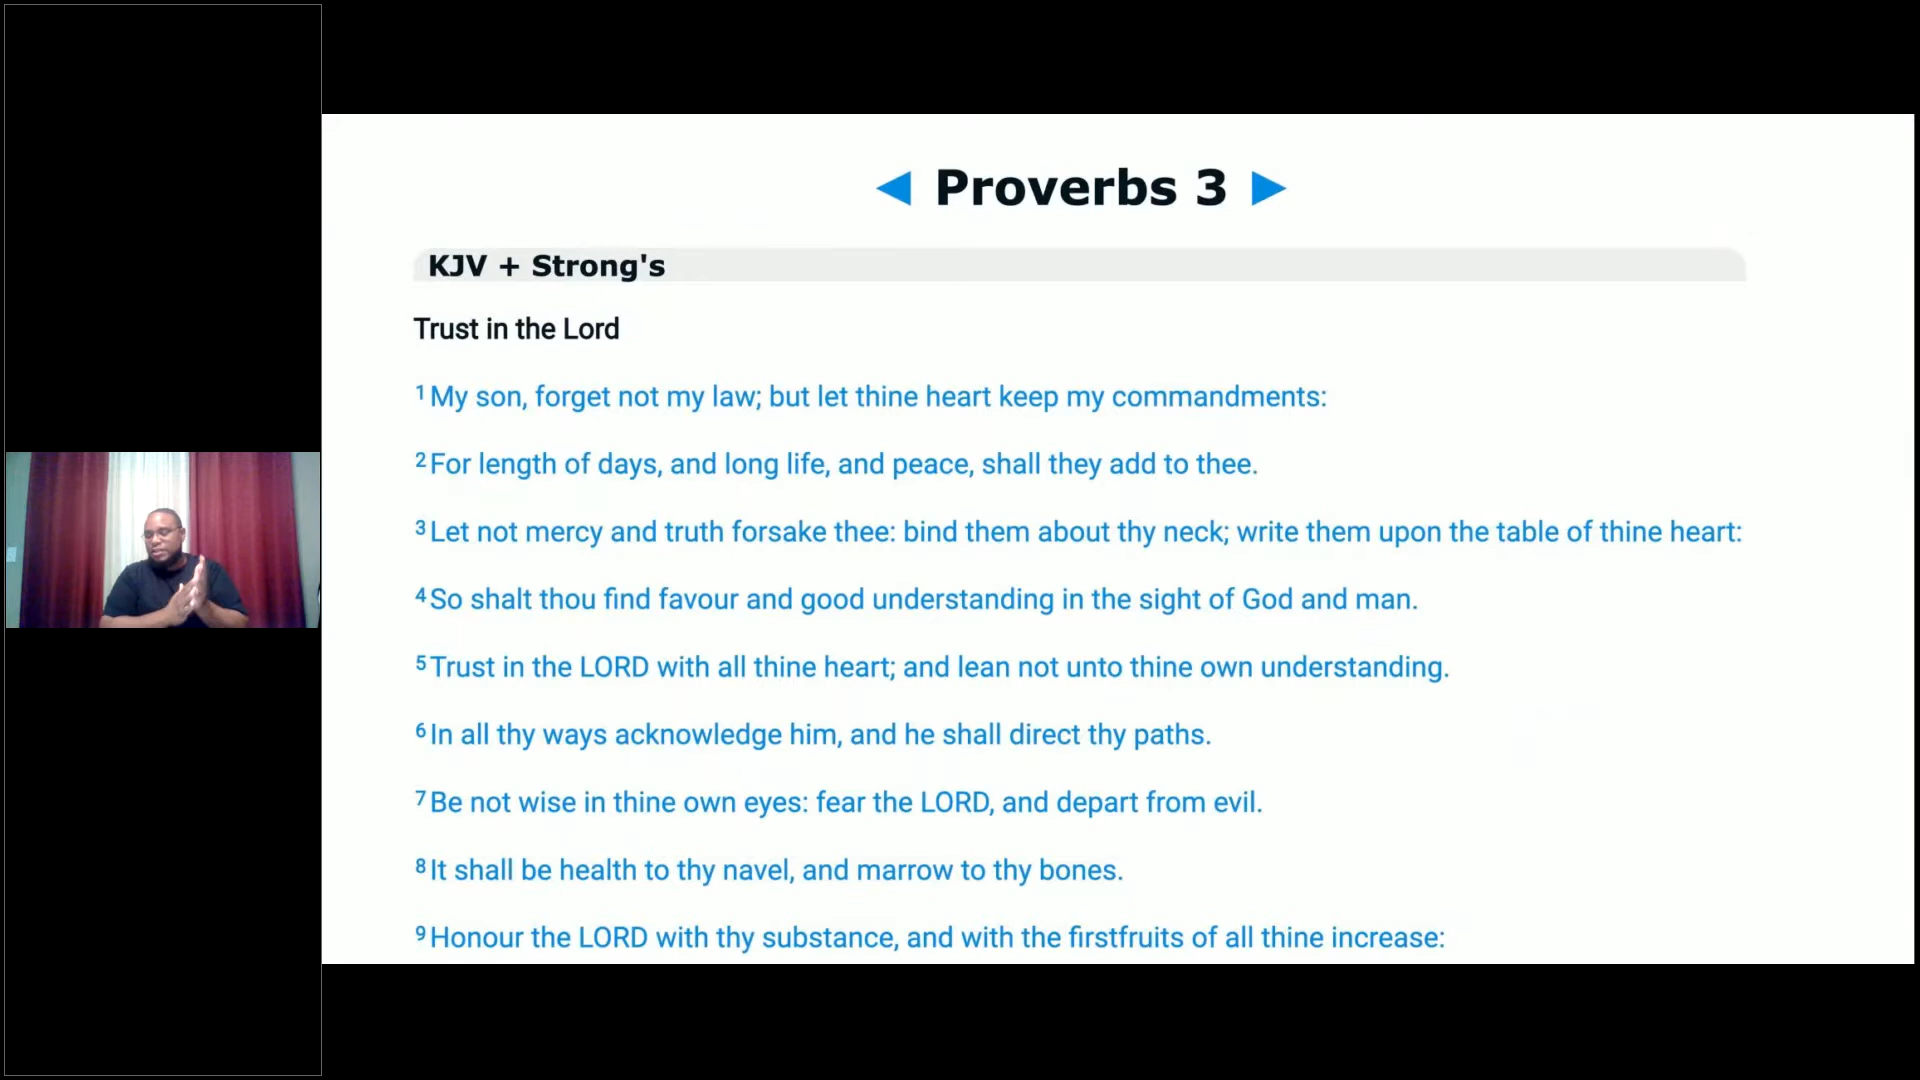 ◀ Proverbs 3 ▶
KJV + Strong's
Trust in the Lord
1 My son, forget not my law; but let thine heart keep my commandments:
2 For length of days, and long life, and peace, shall they add to thee.
3 Let not mercy and truth forsake thee: bind them about thy neck; write them upon the table of thine heart:
4 So shalt thou find favour and good understanding in the sight of God and man.
5 Trust in the LORD with all thine heart; and lean not unto thine own understanding.
6 In all thy ways acknowledge him, and he shall direct thy paths.
7 Be not wise in thine own eyes: fear the LORD, and depart from evil.
8 It shall be health to thy navel, and marrow to thy bones.
9 Honour the LORD with thy substance, and with the firstfruits of all thine increase: